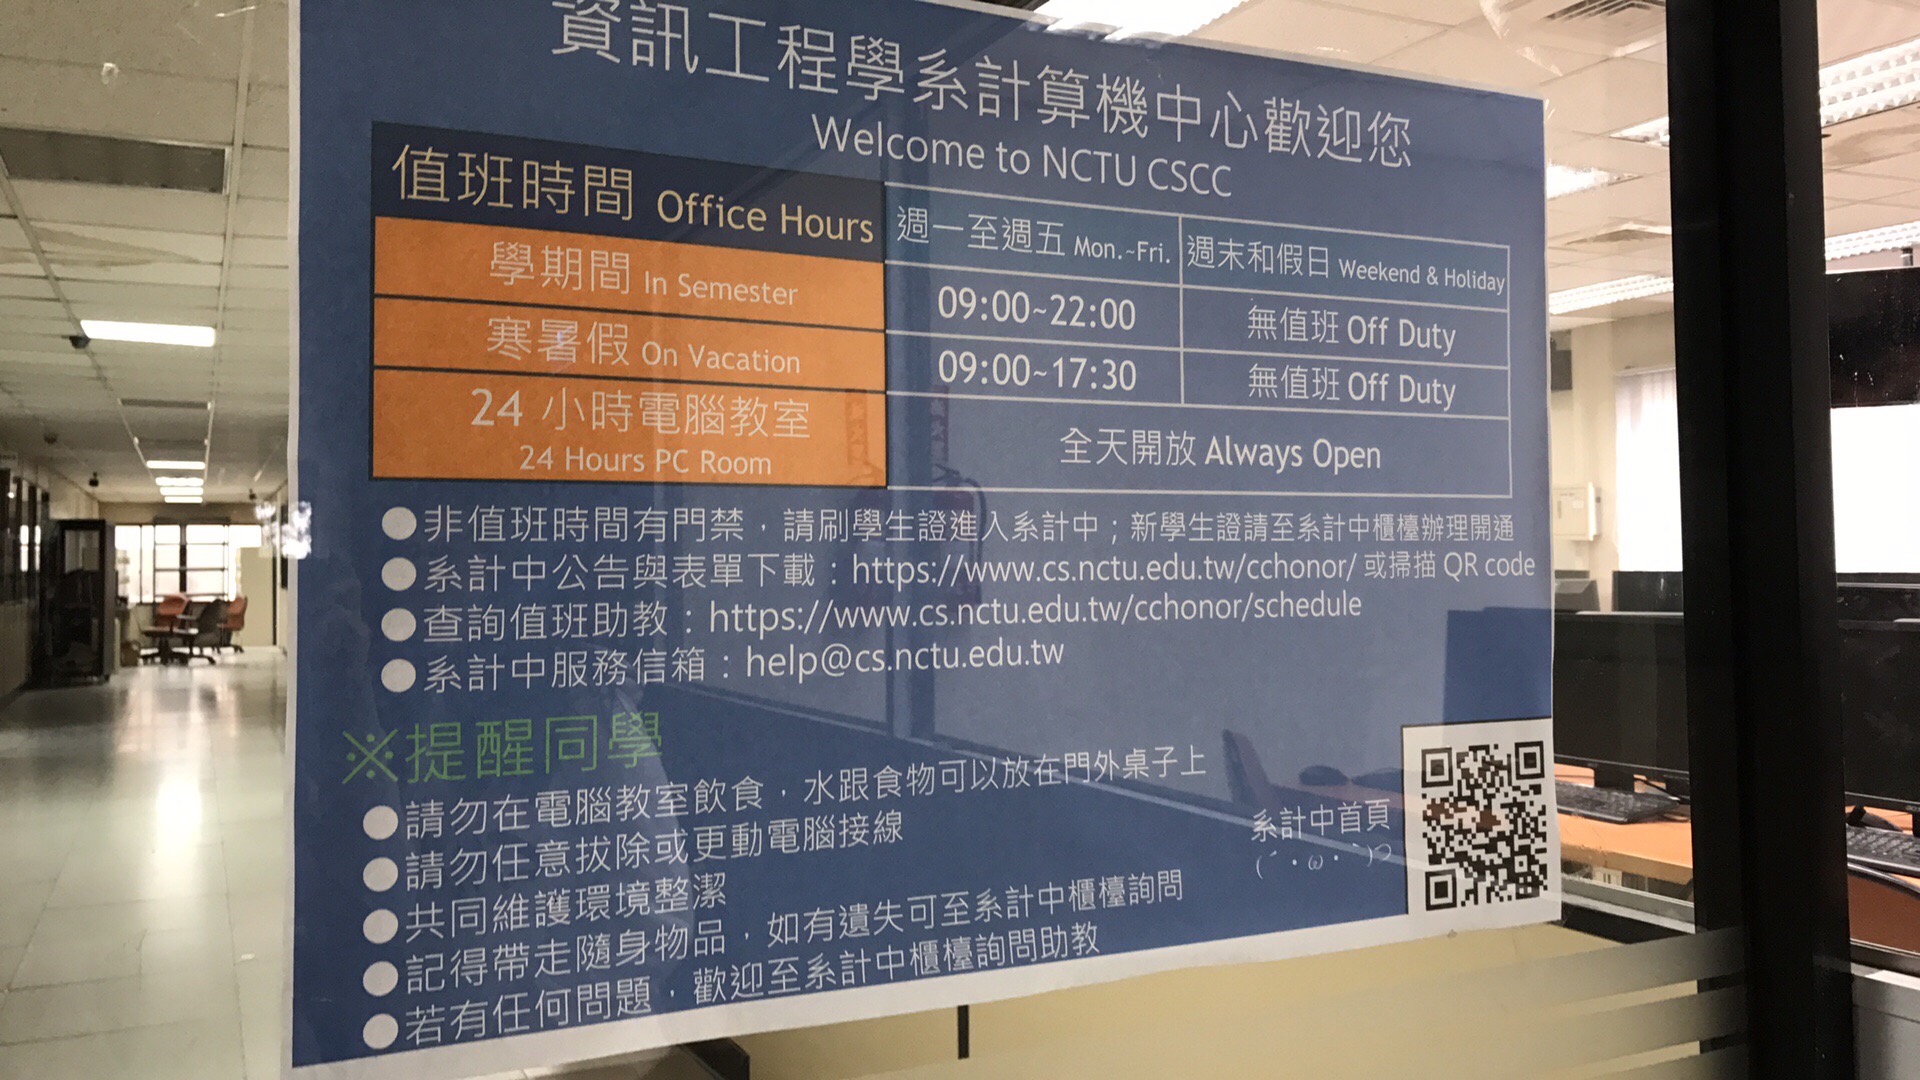 資訊工程學系計算機中心歡迎您
Welcome to NCTU CSCC
值班時間 Office Hours
週一至週五 Mon.~Fri.
週末和假日 Weekend & Holiday
學期間 In Semester
09:00~22:00
無值班 Off Duty
寒暑假 On Vacation
09:00~17:30
無值班 Off Duty
24 小時電腦教室
24 Hours PC Room
全天開放 Always Open
●非值班時間有門禁，請刷學生證進入系計中；新學生證請至系計中櫃檯辦理開通
●系計中公告與表單下載：https://www.cs.nctu.edu.tw/cchonor/ 或掃描 QR code
●查詢值班助教：https://www.cs.nctu.edu.tw/cchonor/schedule
●系計中服務信箱：help@cs.nctu.edu.tw
※提醒同學
●請勿在電腦教室飲食，水跟食物可以放在門外桌子上
●請勿任意拔除或更動電腦接線
●共同維護環境整潔
●記得帶走隨身物品，如有遺失可至系計中櫃檯詢問
●若有任何問題，歡迎至系計中櫃檯詢問助教
系計中首頁
(´・ω・`)つ